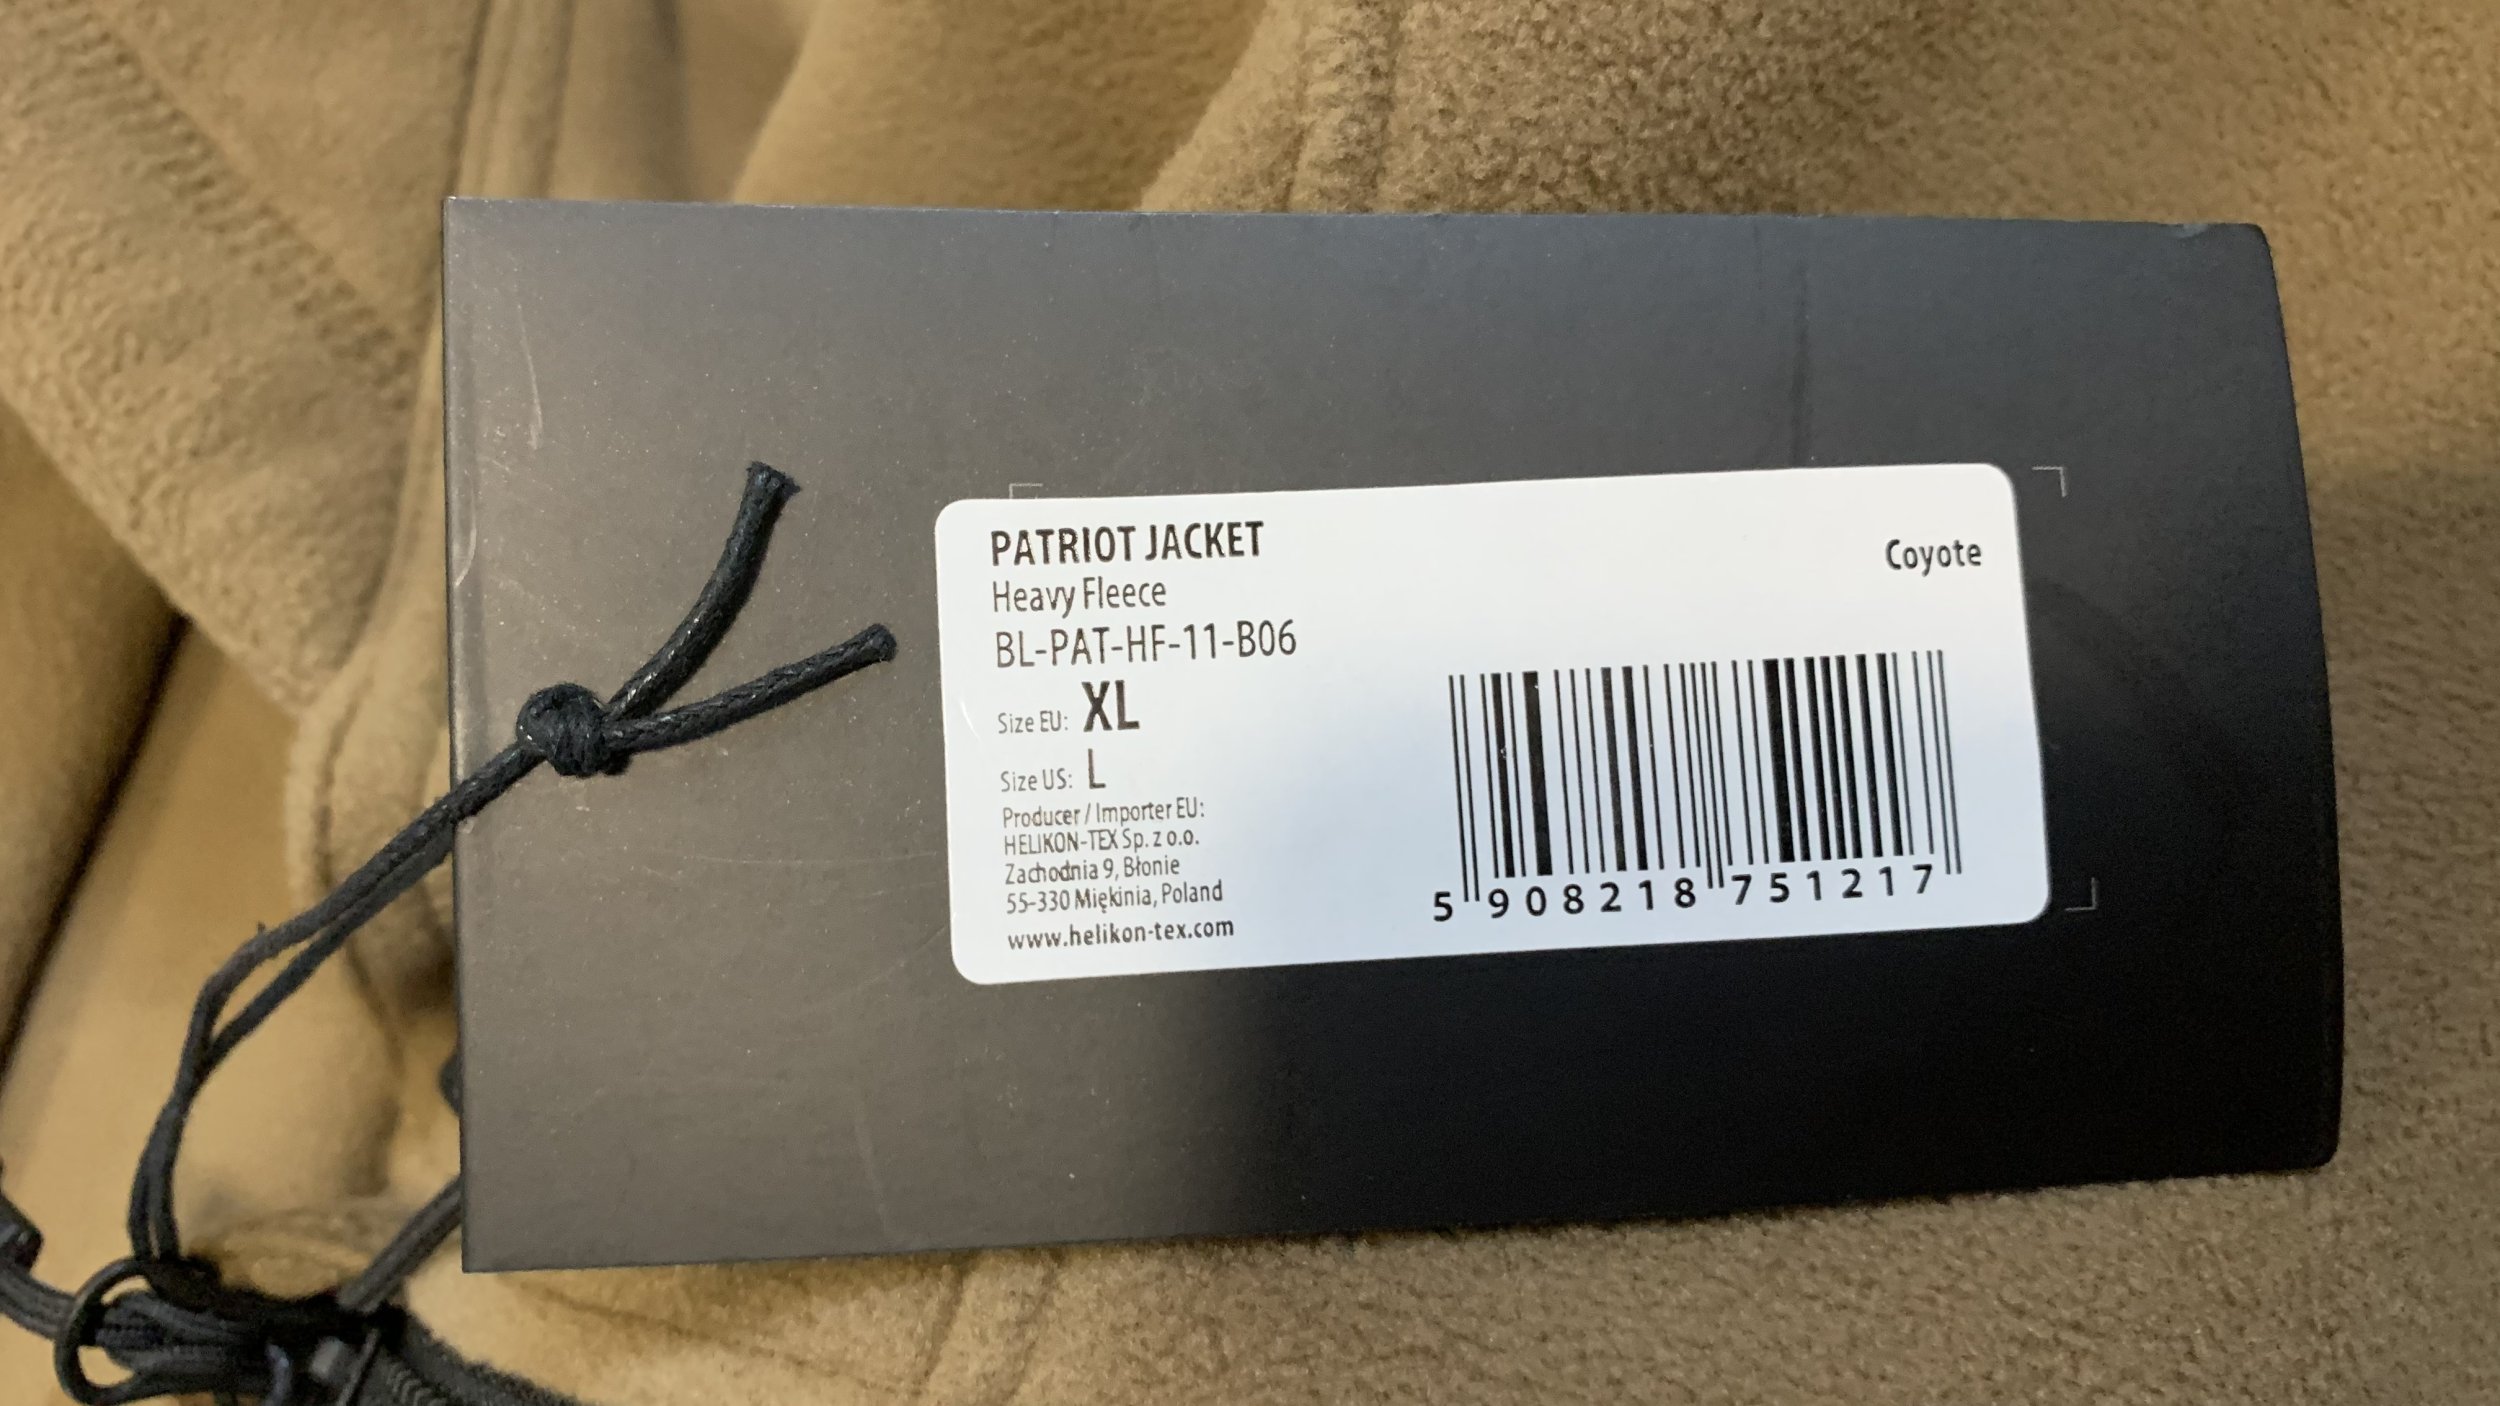 PATRIOT JACKET
Coyote
Heavy Fleece
BL-PAT-HF-11-B06
Size EU: XL
Size US: L
Producer / Importer EU:
HELIKON-TEX Sp. z o.o.
Zachodnia 9, Błonie
55-330 Miękinia, Poland
www.helikon-tex.com
5 908218 751217